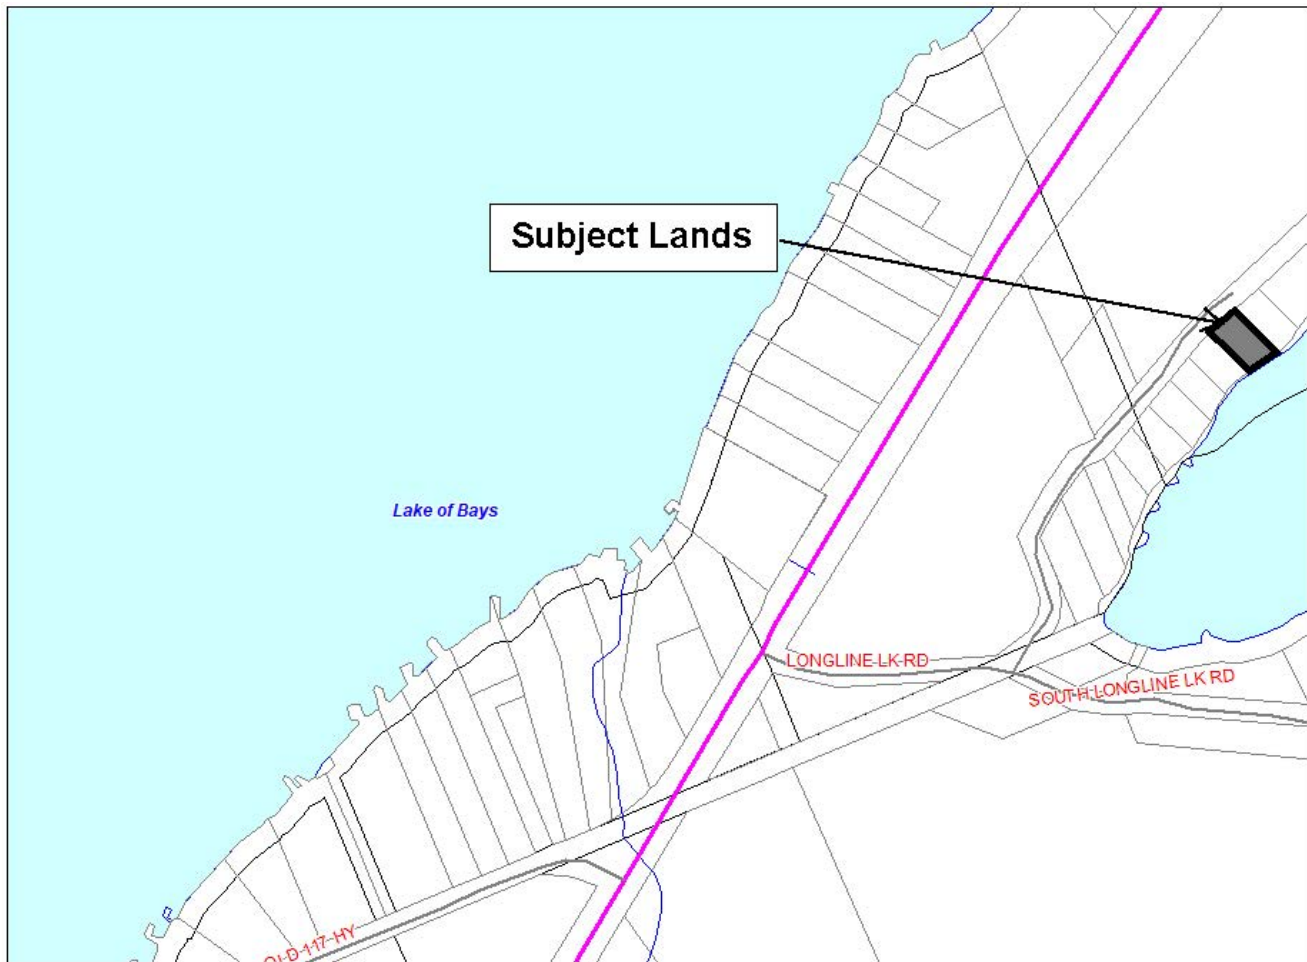 Subject Lands
Lake of Bays
LONGLINE LK RD
SOUTH LONGLINE LK RD
OLD 117 HY